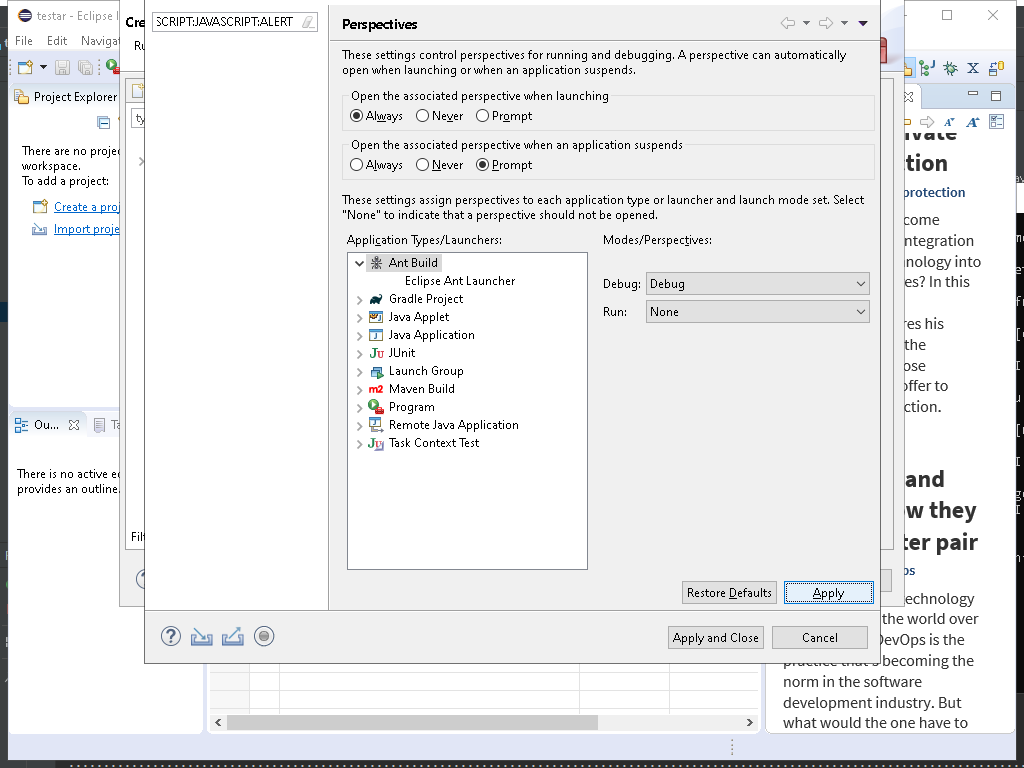 testar - Eclipse I
File
Edit
Navigat
Project Explorer
There are no projec
workspace.
To add a project:
Create a proj
Import proje
Ou...
Ta
There is no active ed
provides an outline.
Cre
Ru
ty
Filt
SCRIPT:JAVASCRIPT:ALERT
Perspectives
These settings control perspectives for running and debugging. A perspective can automatically
open when launching or when an application suspends.
Open the associated perspective when launching
Always
Never
Prompt
Open the associated perspective when an application suspends
Always
Never
Prompt
These settings assign perspectives to each application type or launcher and launch mode set. Select
"None" to indicate that a perspective should not be opened.
Application Types/Launchers:
Modes/Perspectives:
Ant Build
Eclipse Ant Launcher
Gradle Project
Java Applet
Java Application
JUnit
Launch Group
Maven Build
Program
Remote Java Application
Task Context Test
Debug: Debug
Run: None
Restore Defaults
Apply
Apply and Close
Cancel
ivate
tion
protection
come
ntegration
nology into
es? In this
res his
the
ose
offer to
ction.
and
ow they
ter pair
ps
echnology
the world over
DevOps is the
practice that's becoming the
norm in the software
development industry. But
what would the one have to